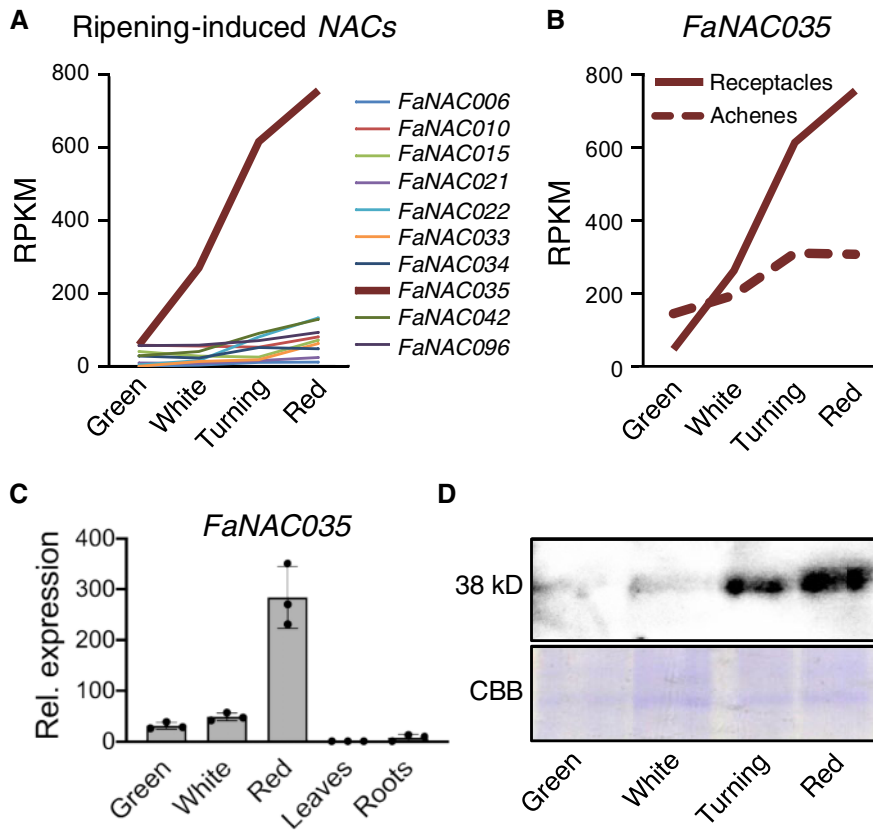 A
Ripening-induced NACs
RPKM
800
600
400
200
0
Green
White
Turning
Red
FaNAC006
FaNAC010
FaNAC015
FaNAC021
FaNAC022
FaNAC033
FaNAC034
FaNAC035
FaNAC042
FaNAC096
B
FaNAC035
RPKM
800
600
400
200
0
Receptacles
Achenes
Green
White
Turning
Red
C
FaNAC035
Rel. expression
400
300
200
100
0
Green
White
Red
Leaves
Roots
D
38 kD
CBB
Green
White
Turning
Red